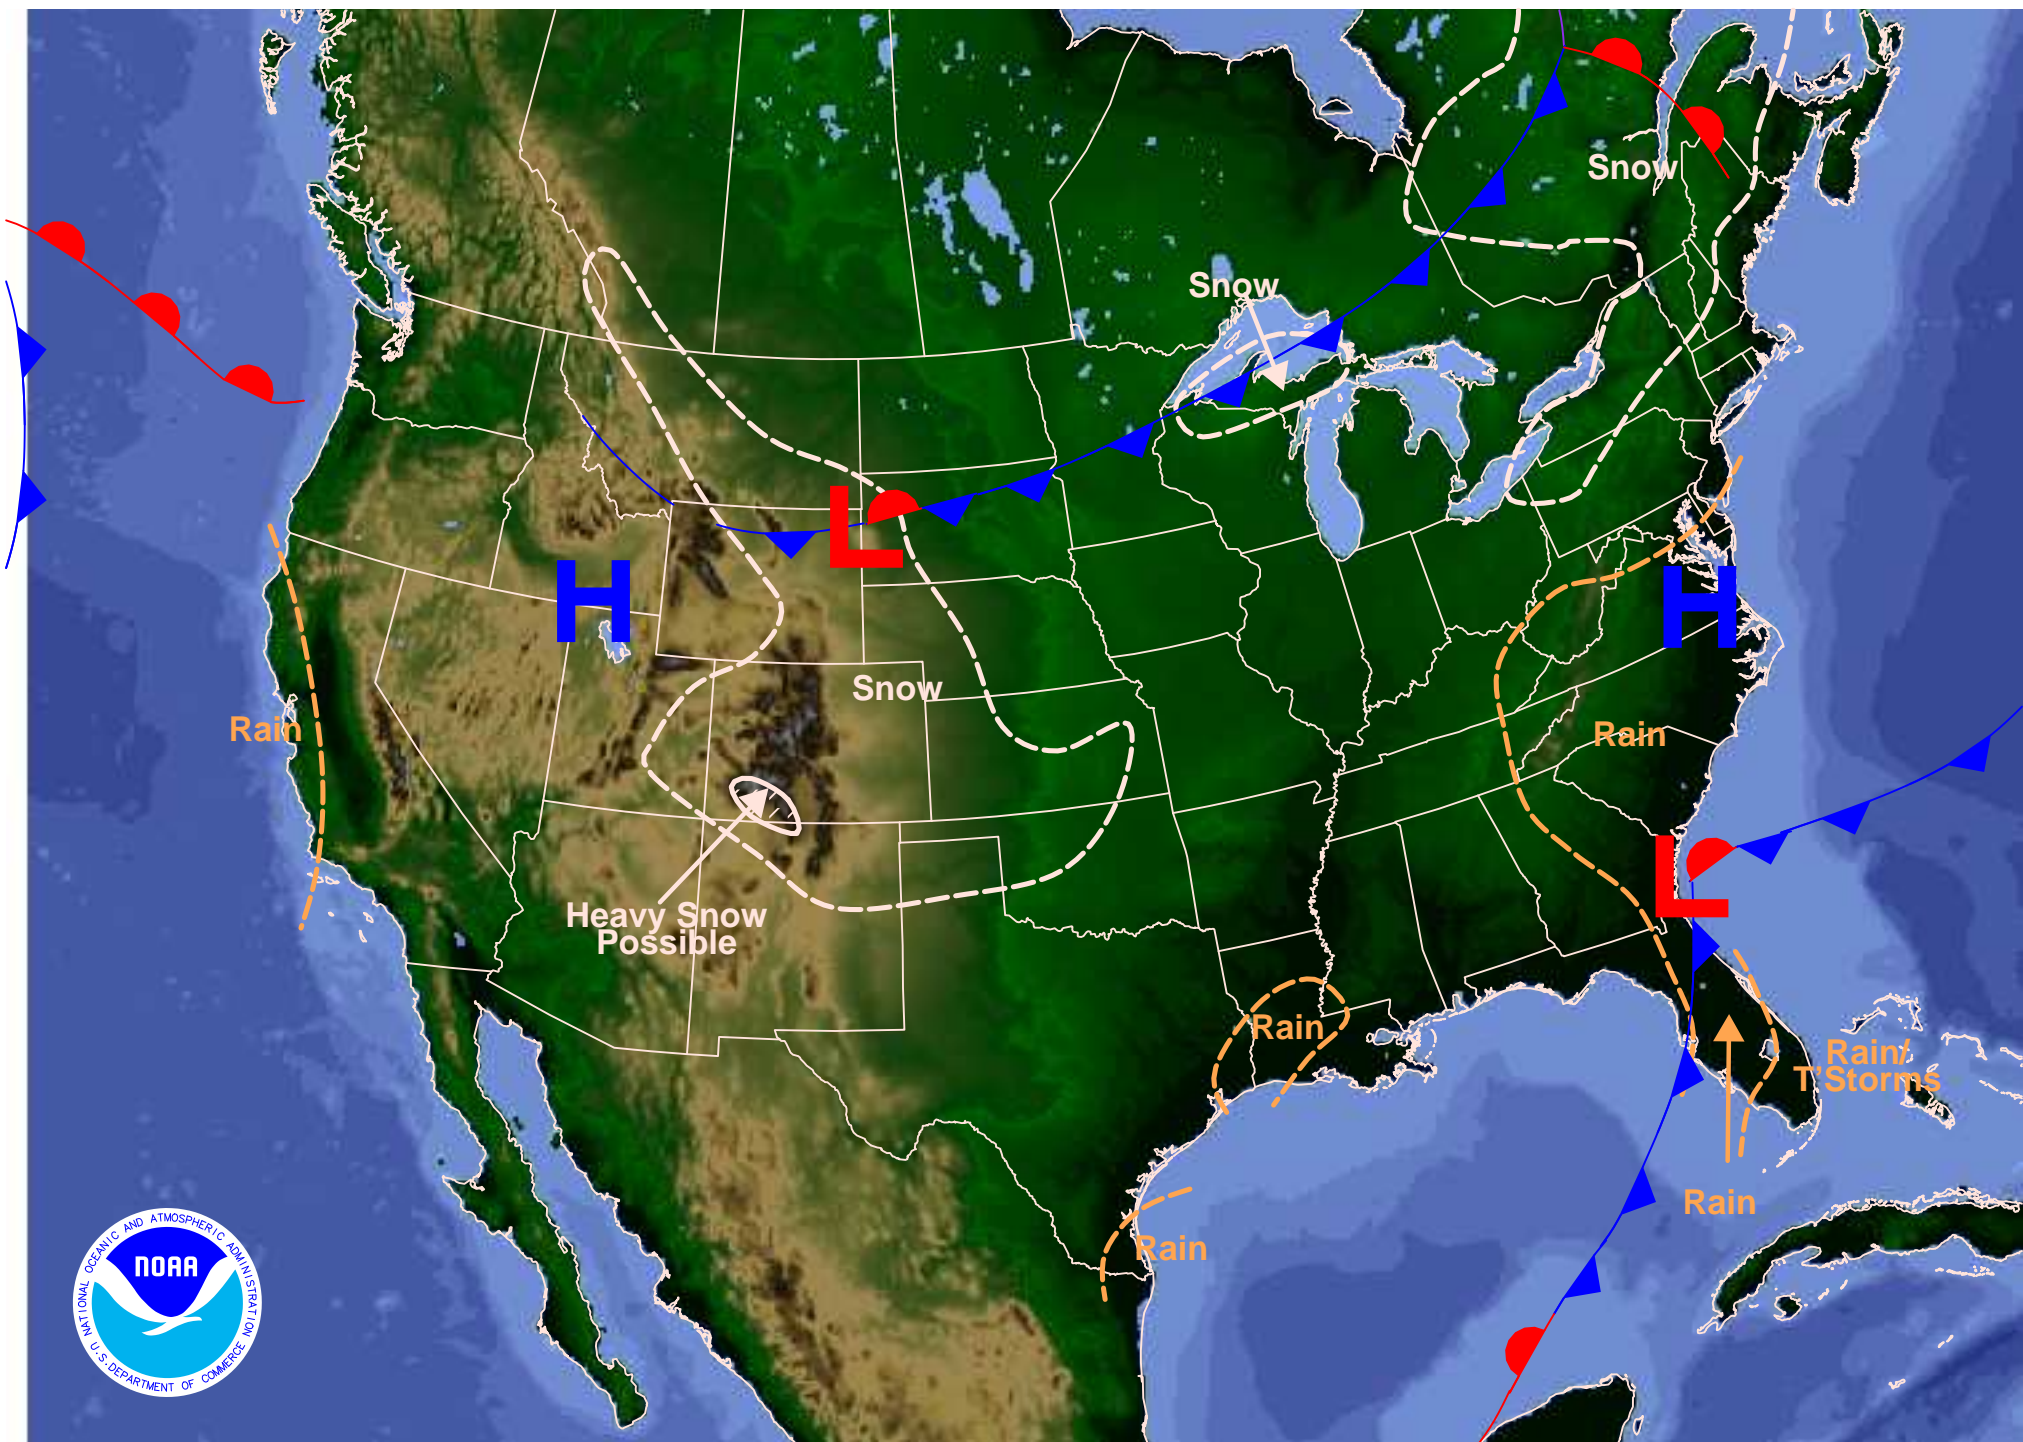 Snow
Snow
H
L
H
Snow
Rain
Rain
L
Heavy Snow
Possible
Rain
Rain/
T'Storms
Rain
Rain
NATIONAL OCEANIC AND ATMOSPHERIC ADMINISTRATION
NOAA
U.S. DEPARTMENT OF COMMERCE